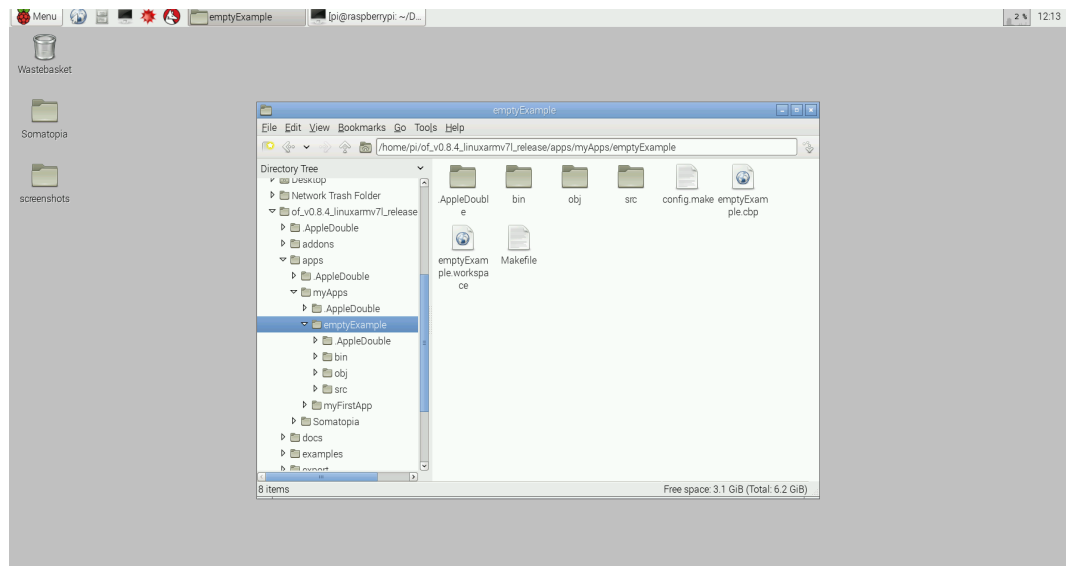 Menu
emptyExample
[pi@raspberrypi: ~/D...
2 %
12:13
Wastebasket
Somatopia
screenshots
emptyExample
File Edit View Bookmarks Go Tools Help
/home/pi/of_v0.8.4_linuxarmv7l_release/apps/myApps/emptyExample
Directory Tree
Desktop
Network Trash Folder
of_v0.8.4_linuxarmv7l_release
.AppleDouble
addons
apps
.AppleDouble
myApps
.AppleDouble
emptyExample
.AppleDouble
bin
obj
src
myFirstApp
Somatopia
docs
examples
export
.AppleDoubl
e
bin
obj
src
config.make
emptyExam
ple.cbp
emptyExam
ple.workspa
ce
Makefile
8 items
Free space: 3.1 GiB (Total: 6.2 GiB)